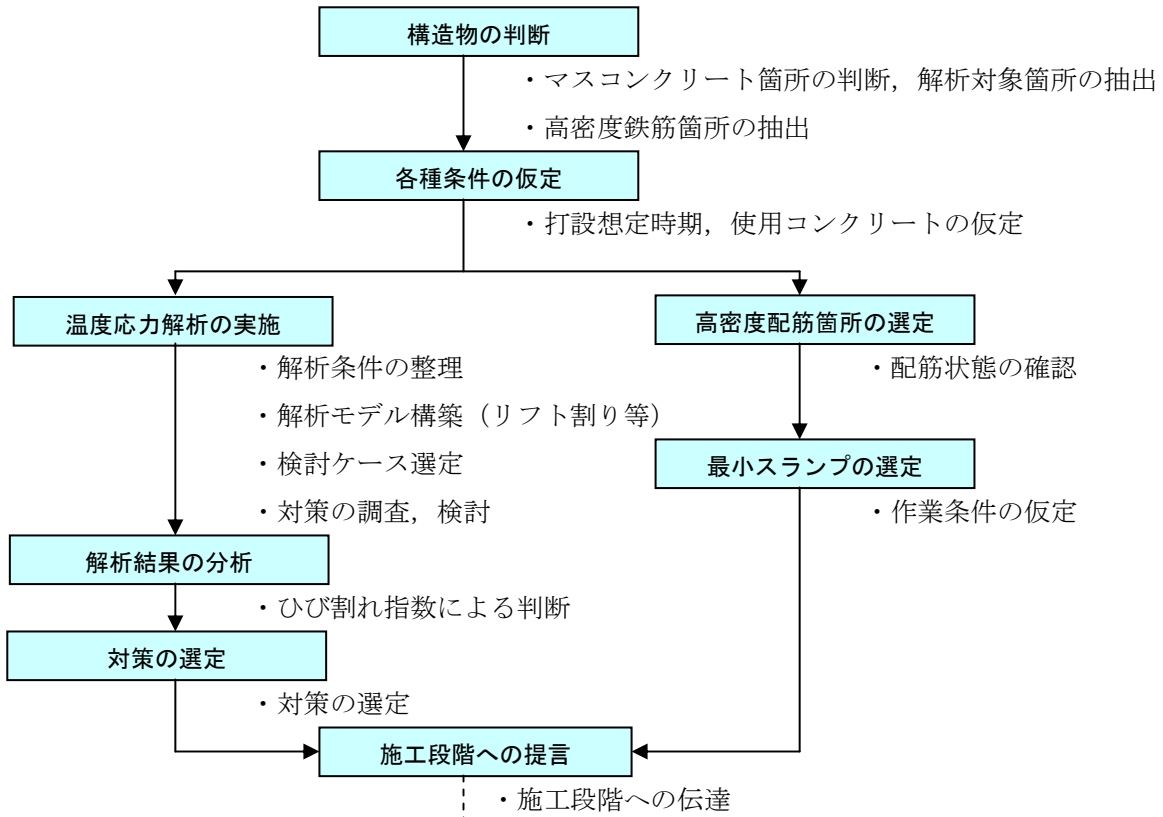 構造物の判断
・マスコンクリート箇所の判断，解析対象箇所の抽出
・高密度鉄筋箇所の抽出
各種条件の仮定
・打設想定時期，使用コンクリートの仮定
温度応力解析の実施
・解析条件の整理
・解析モデル構築（リフト割り等）
・検討ケース選定
・対策の調査，検討
解析結果の分析
・ひび割れ指数による判断
対策の選定
・対策の選定
高密度配筋箇所の選定
・配筋状態の確認
最小スランプの選定
・作業条件の仮定
施工段階への提言
・施工段階への伝達